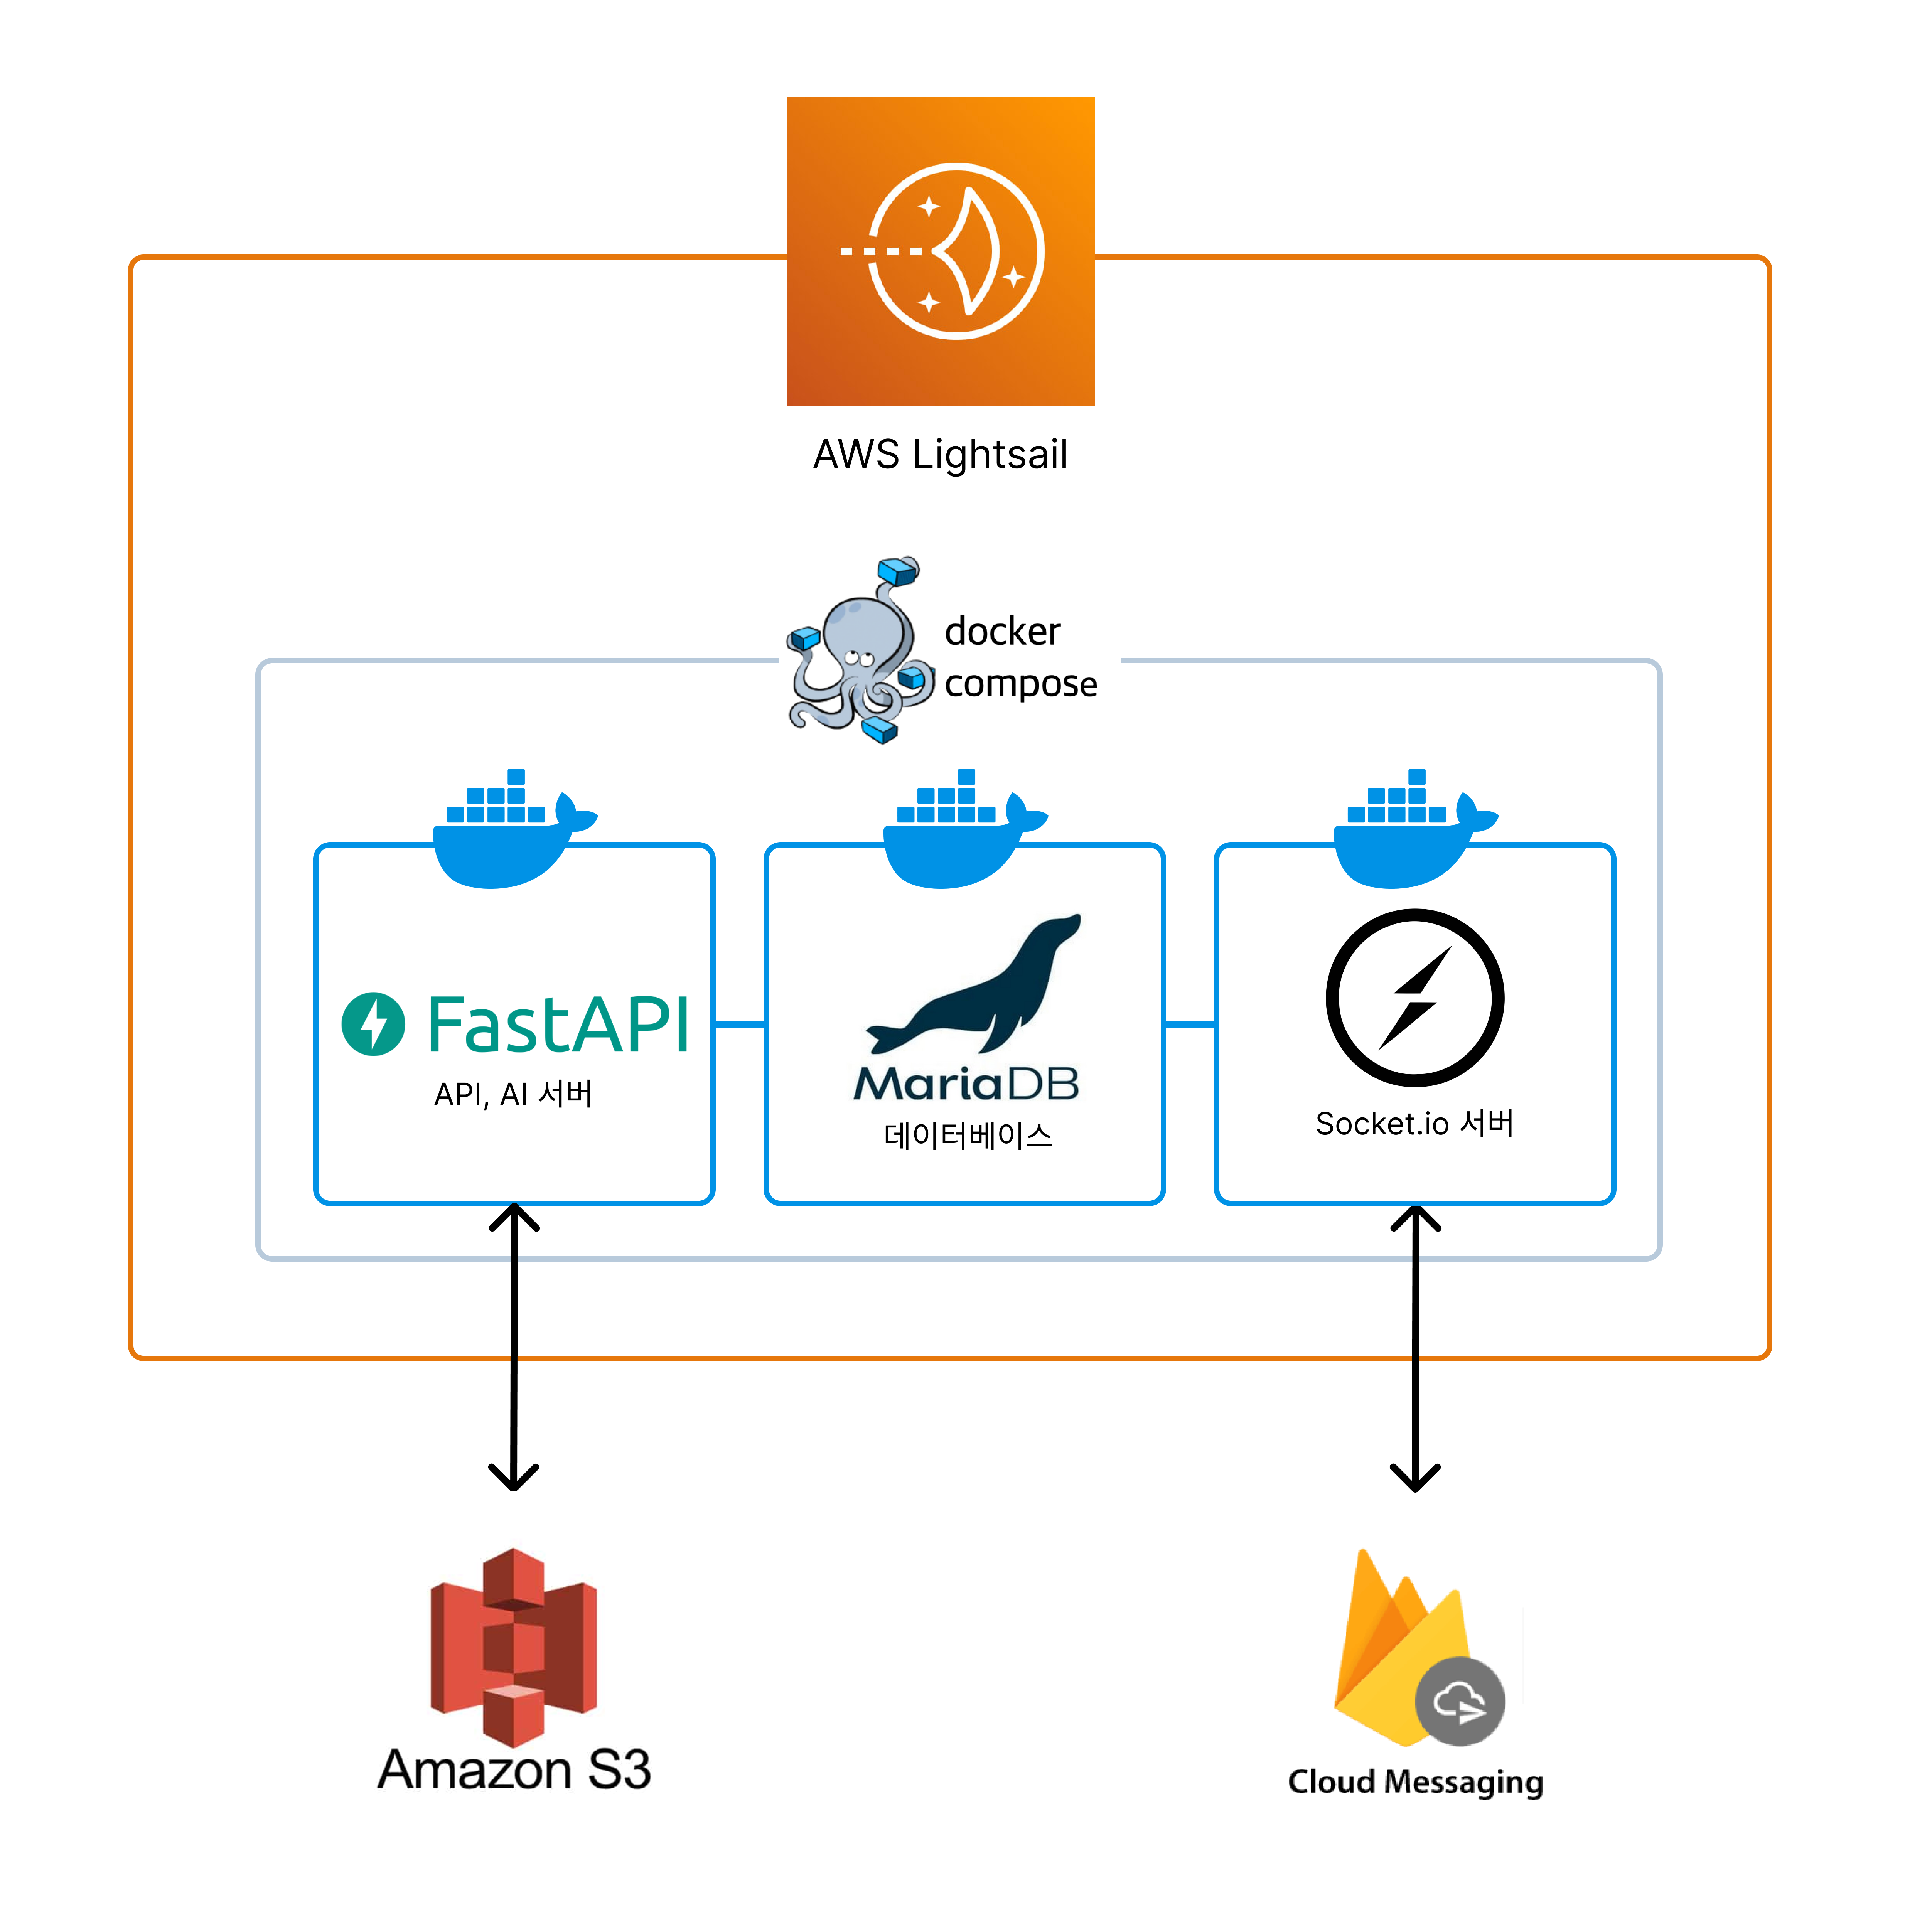 AWS Lightsail
docker
compose
FastAPI
API, AI 서버
MariaDB
데이터베이스
Socket.io 서버
Amazon S3
Cloud Messaging